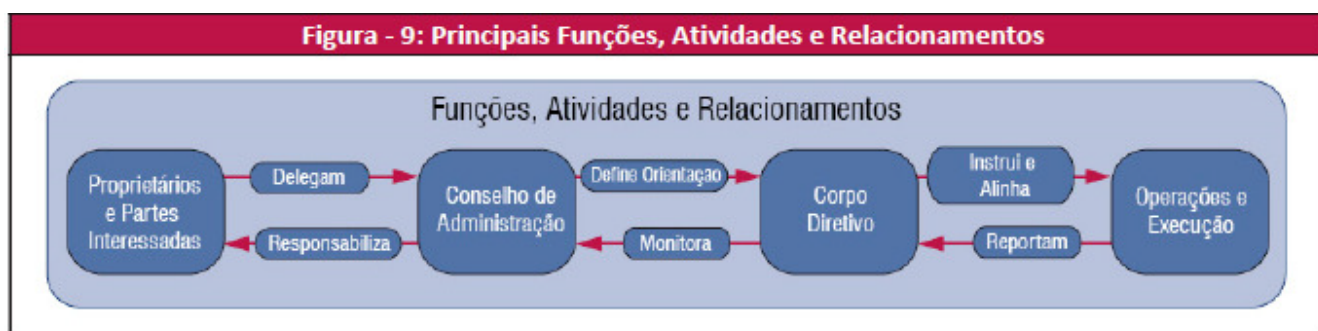 Figura - 9: Principais Funções, Atividades e Relacionamentos
Funções, Atividades e Relacionamentos
Proprietários
e Partes
Interessadas
Delegam
Responsabiliza
Conselho de
Administração
Define Orientação
Monitora
Corpo
Diretivo
Instrui e
Alinha
Reportam
Operações e
Execução